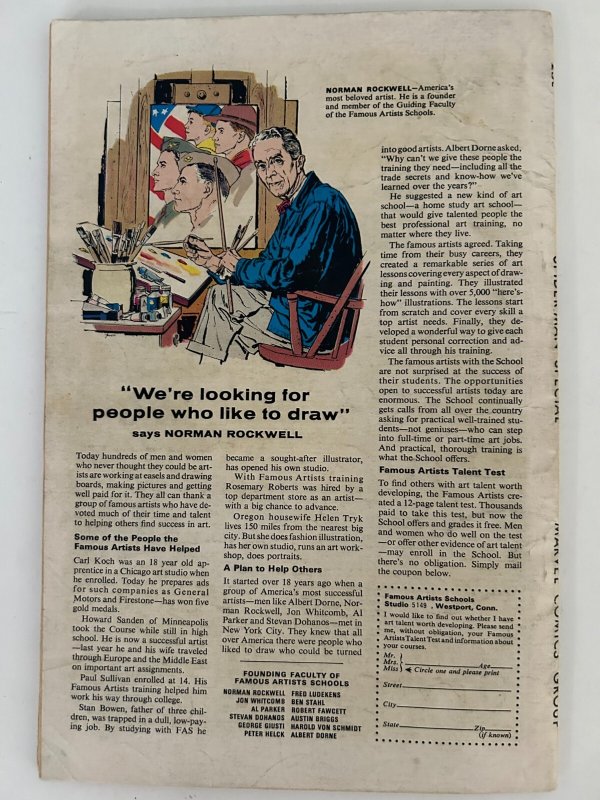 NORMAN ROCKWELL—America's
most beloved artist. He is a founder
and member of the Guiding Faculty
of the Famous Artists Schools.
"We're looking for
people who like to draw"
says NORMAN ROCKWELL
Today hundreds of men and women
who never thought they could be art-
ists are working at easels and drawing
boards, making pictures and getting
well paid for it. They all can thank a
group of famous artists who have de-
voted much of their time and talent
to helping others find success in art.
Some of the People the
Famous Artists Have Helped
Carl Koch was an 18 year old ap-
prentice in a Chicago art studio when
he enrolled. Today he prepares ads
for such companies as General
Motors and Firestone—has won five
gold medals.
Howard Sanden of Minneapolis
took the Course while still in high
school. He is now a successful artist
—last year he and his wife traveled
through Europe and the Middle East
on important art assignments.
Paul Sullivan enrolled at 14. His
Famous Artists training helped him
work his way through college.
Stan Bowen, father of three chil-
dren, was trapped in a dull, low-pay-
ing job. By studying with FAS he
became a sought-after illustrator,
has opened his own studio.
With Famous Artists training
Rosemary Roberts was hired by a
top department store as an artist—
with a big chance to advance.
Oregon housewife Helen Tryk
lives 150 miles from the nearest big
city. But she does fashion illustration,
has her own studio, runs an art work-
shop, does portraits.
A Plan to Help Others
It started over 18 years ago when a
group of America's most successful
artists—men like Albert Dorne, Nor-
man Rockwell, Jon Whitcomb, Al
Parker and Stevan Dohanos—met in
New York City. They knew that all
over America there were people who
liked to draw who could be turned
FOUNDING FACULTY OF
FAMOUS ARTISTS SCHOOLS
NORMAN ROCKWELL FRED LUDEKENS
JON WHITCOMB BEN STAHL
AL PARKER ROBERT FAWCETT
STEVAN DOHANOS AUSTIN BRIGGS
GEORGE GIUSTI HAROLD VON SCHMIDT
PETER HELCK ALBERT DORNE
into good artists. Albert Dorne asked,
"Why can't we give these people the
training they need—including all the
trade secrets and know-how we've
learned over the years?"
He suggested a new kind of art
school—a home study art school—
that would give talented people the
best professional art training, no
matter where they live.
The famous artists agreed. Taking
time from their busy careers, they
created a remarkable series of art
lessons covering every aspect of draw-
ing and painting. They illustrated
their lessons with over 5,000 "here's-
how" illustrations. The lessons start
from scratch and cover every skill a
top artist needs. Finally, they de-
veloped a wonderful way to give each
student personal correction and ad-
vice all through his training.
The famous artists with the School
are not surprised at the success of
their students. The opportunities
open to successful artists today are
enormous. The School continually
gets calls from all over the country
asking for practical well-trained stu-
dents—not geniuses—who can step
into full-time or part-time art jobs.
And practical, thorough training is
what the School offers.
Famous Artists Talent Test
To find others with art talent worth
developing, the Famous Artists cre-
ated a 12-page talent test. Thousands
paid to take this test, but now the
School offers and grades it free. Men
and women who do well on the test
—or offer other evidence of art talent
—may enroll in the School. But
there's no obligation. Simply mail
the coupon below.
Famous Artists Schools
Studio 5149, Westport, Conn.
I would like to find out whether I have
art talent worth developing. Please send
me, without obligation, your Famous
Artists Talent Test and information about
your courses.
Mr.
Mrs. Age
Miss Circle one and please print
Street
City
State Zip
(if known)
SPECIAL
MARVEL COMICS GROUP